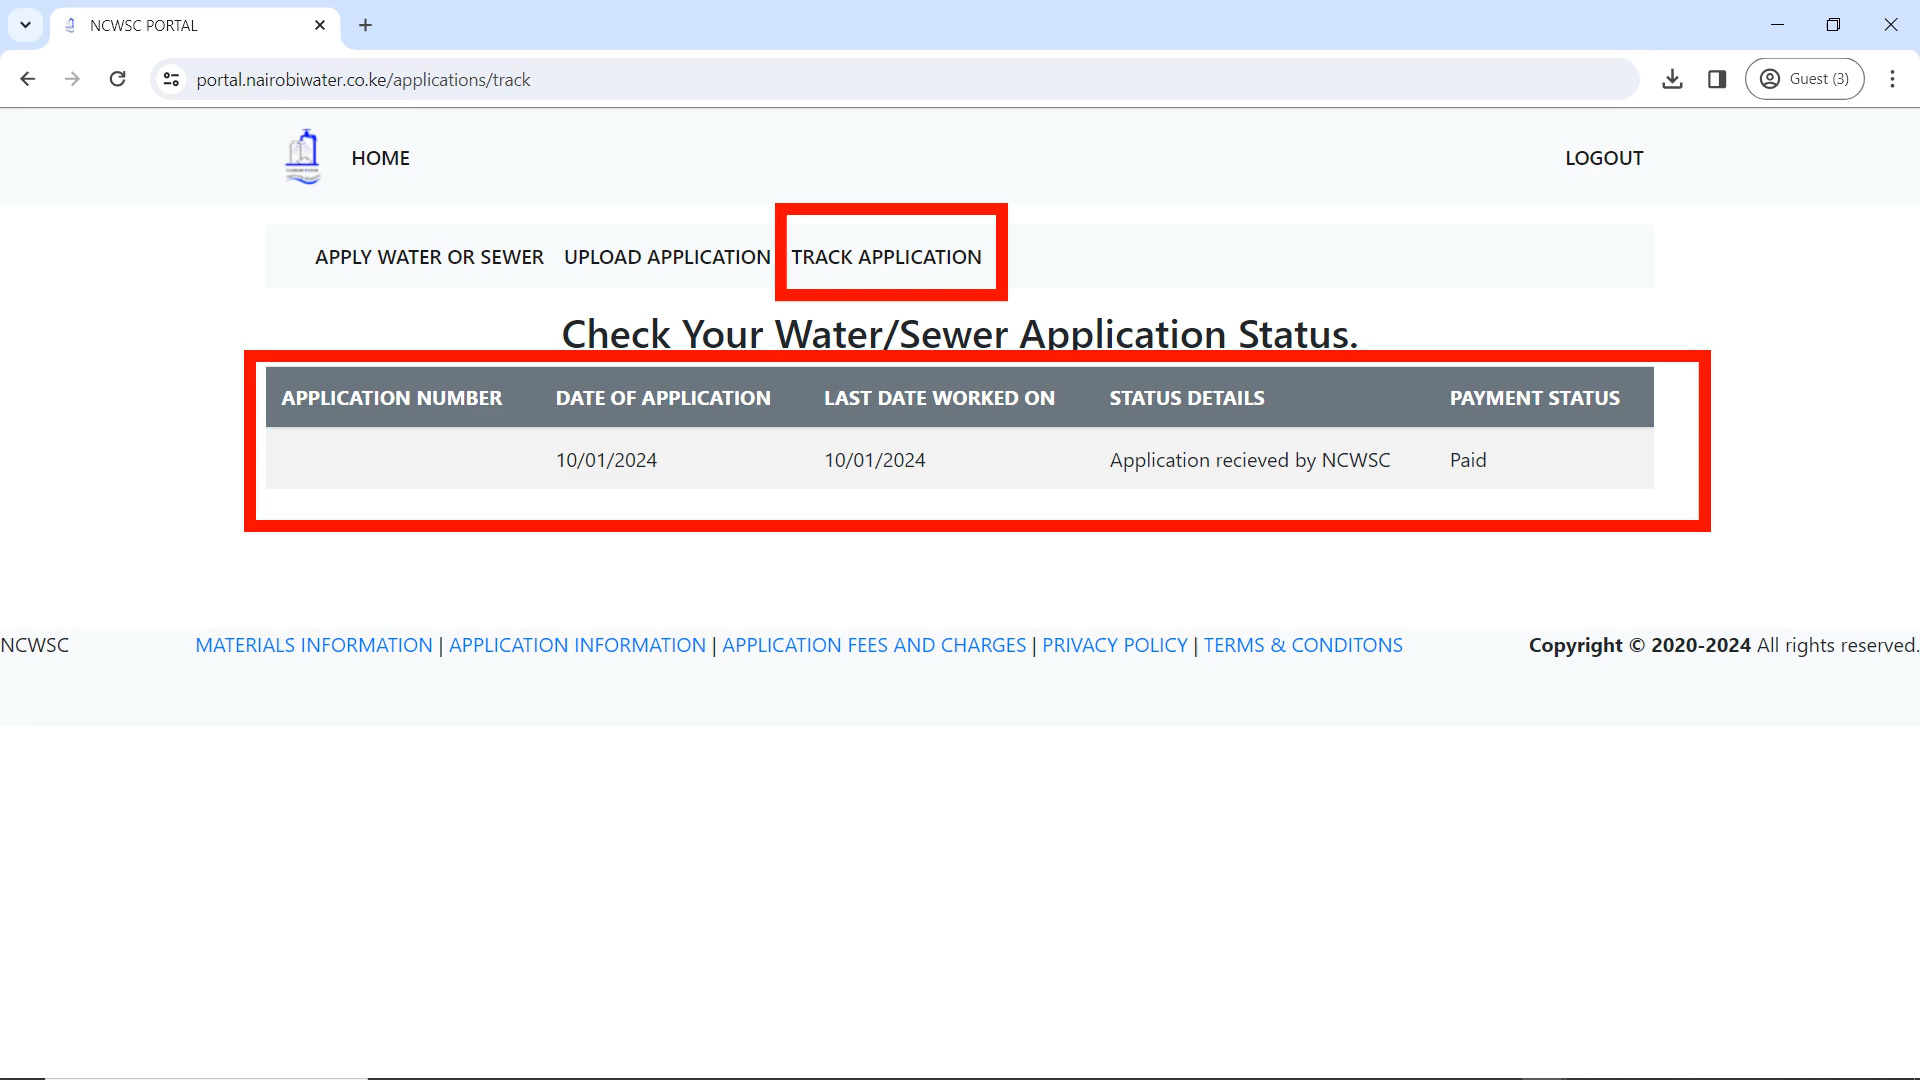 NCWSC PORTAL
portal.nairobiwater.co.ke/applications/track
Guest (3)
HOME
LOGOUT
APPLY WATER OR SEWER UPLOAD APPLICATION TRACK APPLICATION
Check Your Water/Sewer Application Status.
APPLICATION NUMBER DATE OF APPLICATION LAST DATE WORKED ON STATUS DETAILS PAYMENT STATUS
10/01/2024 10/01/2024 Application recieved by NCWSC Paid
NCWSC MATERIALS INFORMATION | APPLICATION INFORMATION | APPLICATION FEES AND CHARGES | PRIVACY POLICY | TERMS & CONDITONS Copyright © 2020-2024 All rights reserved.